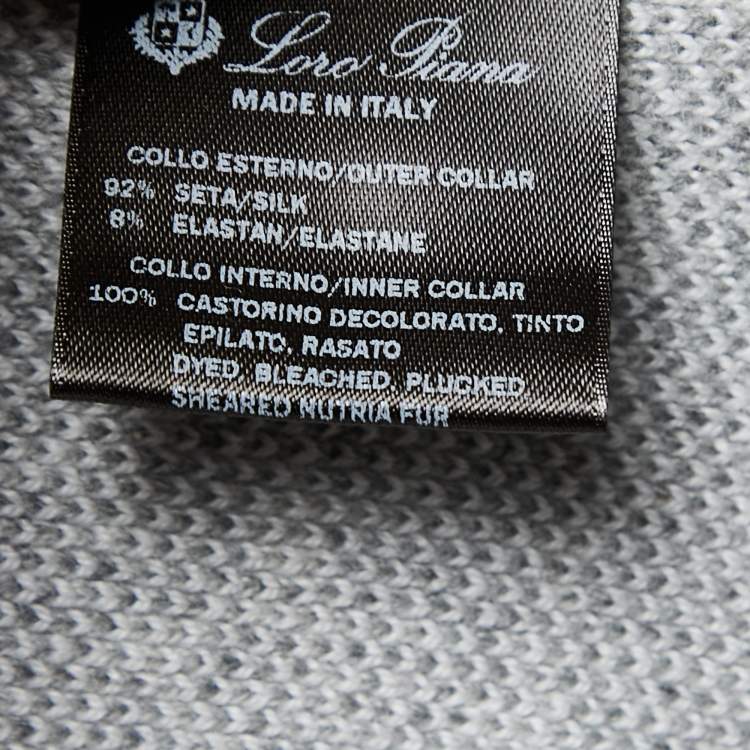 Loro Piana
MADE IN ITALY
COLLO ESTERNO/OUTER COLLAR
92% SETA/SILK
8% ELASTAN/ELASTANE
COLLO INTERNO/INNER COLLAR
100% CASTORINO DECOLORATO, TINTO
EPILATO, RASATO
DYED, BLEACHED, PLUCKED
SHEARED NUTRIA FUR